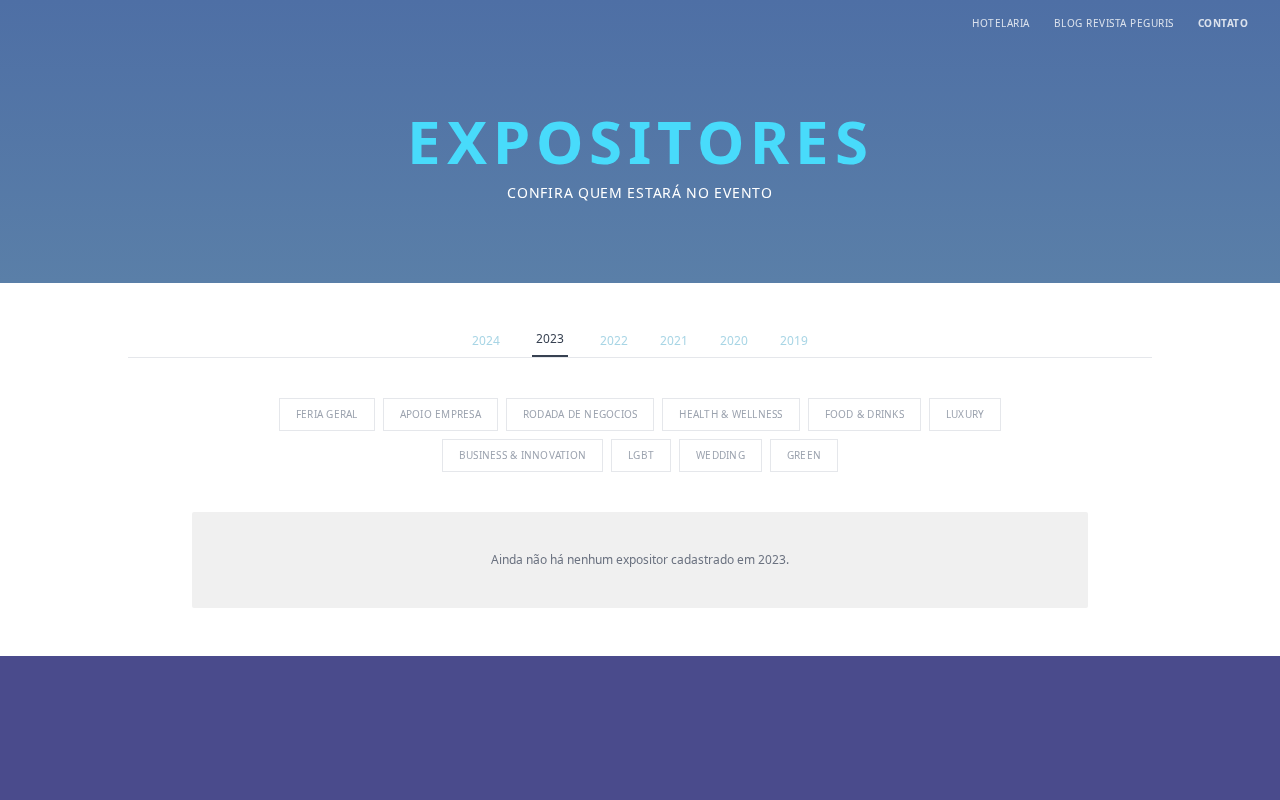 HOTELARIA BLOG REVISTA PEGURIS CONTATO
EXPOSITORES
CONFIRA QUEM ESTARÁ NO EVENTO
2024 2023 2022 2021 2020 2019
FERIA GERAL APOIO EMPRESA RODADA DE NEGOCIOS HEALTH & WELLNESS FOOD & DRINKS LUXURY
BUSINESS & INNOVATION LGBT WEDDING GREEN
Ainda não há nenhum expositor cadastrado em 2023.